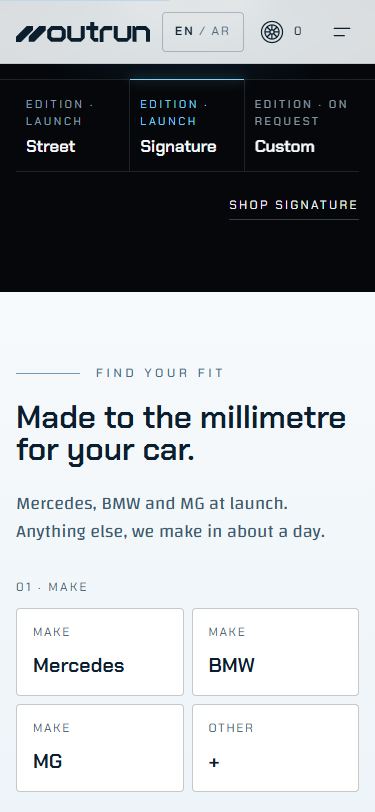 outrun
EN / AR
0
EDITION ·
LAUNCH
Street
EDITION ·
LAUNCH
Signature
EDITION · ON
REQUEST
Custom
SHOP SIGNATURE
FIND YOUR FIT
Made to the millimetre
for your car.
Mercedes, BMW and MG at launch.
Anything else, we make in about a day.
01 · MAKE
MAKE
Mercedes
MAKE
BMW
MAKE
MG
OTHER
+